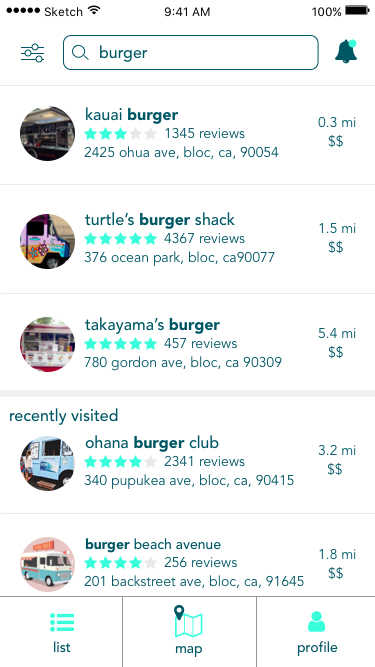 Sketch 9:41 AM 100%
burger
kauai burger
1345 reviews
2425 ohua ave, bloc, ca, 90054
0.3 mi
$$
turtle's burger shack
4367 reviews
376 ocean park, bloc, ca90077
1.5 mi
$$
takayama's burger
457 reviews
780 gordon ave, bloc, ca 90309
5.4 mi
$$
recently visited
ohana burger club
2341 reviews
340 pupukea ave, bloc, ca, 90415
3.2 mi
$$
burger beach avenue
256 reviews
201 backstreet ave, bloc, ca, 91645
1.8 mi
$$
list map profile